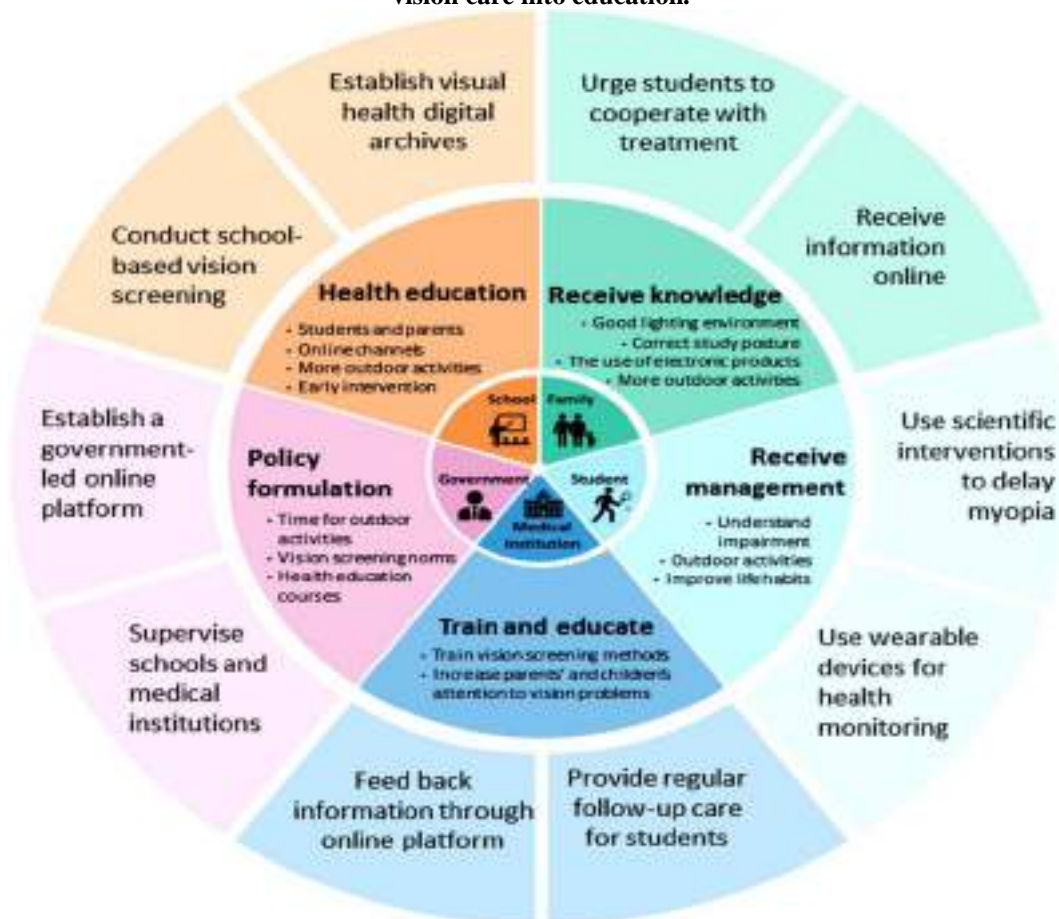 vision care into education.
Establish visual
health digital
archives
Urge students to
cooperate with
treatment
Conduct school-
based vision
screening
Receive
information
online
Health education
- Students and parents
- Online channels
- More outdoor activities
- Early intervention
Receive knowledge
- Good lighting environment
- Correct study posture
- The use of electronic products
- More outdoor activities
School
Family
Establish a
government-
led online
platform
Policy
formulation
- Time for outdoor
activities
- Vision screening norms
- Health education
courses
Government
Student
Medical
Institution
Receive
management
- Understand
impairment
- Outdoor activities
- Improve life habits
Use scientific
interventions
to delay
myopia
Supervise
schools and
medical
institutions
Train and educate
- Train vision screening methods
- Increase parents' and children's
attention to vision problems
Use wearable
devices for
health
monitoring
Feed back
information through
online platform
Provide regular
follow-up care
for students